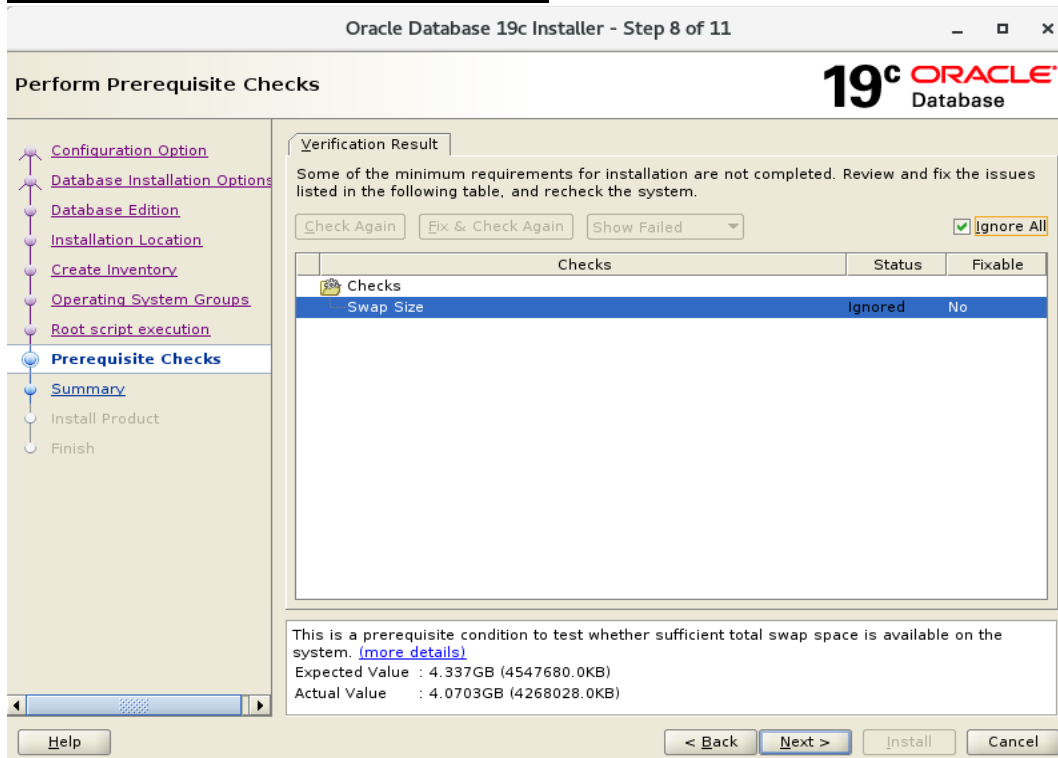 Oracle Database 19c Installer - Step 8 of 11
Perform Prerequisite Checks
19c ORACLE
Database
Configuration Option
Database Installation Options
Database Edition
Installation Location
Create Inventory
Operating System Groups
Root script execution
Prerequisite Checks
Summary
Install Product
Finish
Verification Result
Some of the minimum requirements for installation are not completed. Review and fix the issues
listed in the following table, and recheck the system.
Check Again Fix & Check Again Show Failed Ignore All
Checks Status Fixable
Checks
Swap Size Ignored No
This is a prerequisite condition to test whether sufficient total swap space is available on the
system. (more details)
Expected Value : 4.337GB (4547680.0KB)
Actual Value : 4.0703GB (4268028.0KB)
Help < Back Next > Install Cancel